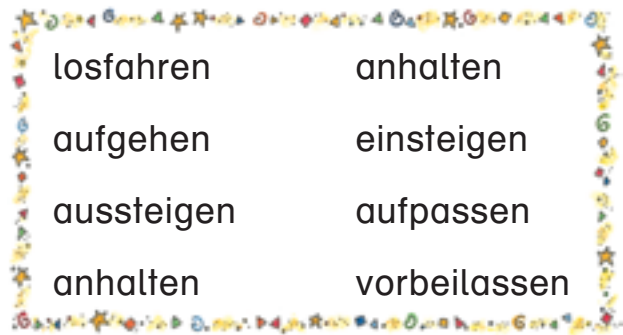 losfahren anhalten
aufgehen einsteigen
aussteigen aufpassen
anhalten vorbeilassen